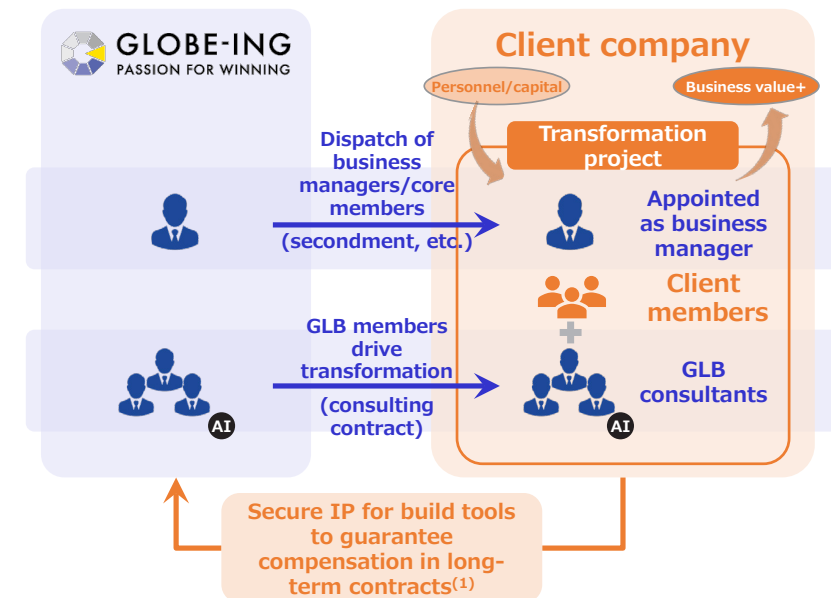 GLOBE-ING
PASSION FOR WINNING
Client company
Personnel/capital
Business value+
Transformation
project
Dispatch of
business
managers/core
members
(secondment, etc.)
Appointed
as business
manager
Client
members
GLB members
drive
transformation
(consulting
contract)
GLB
consultants
AI
AI
Secure IP for build tools
to guarantee
compensation in long-
term contracts(1)